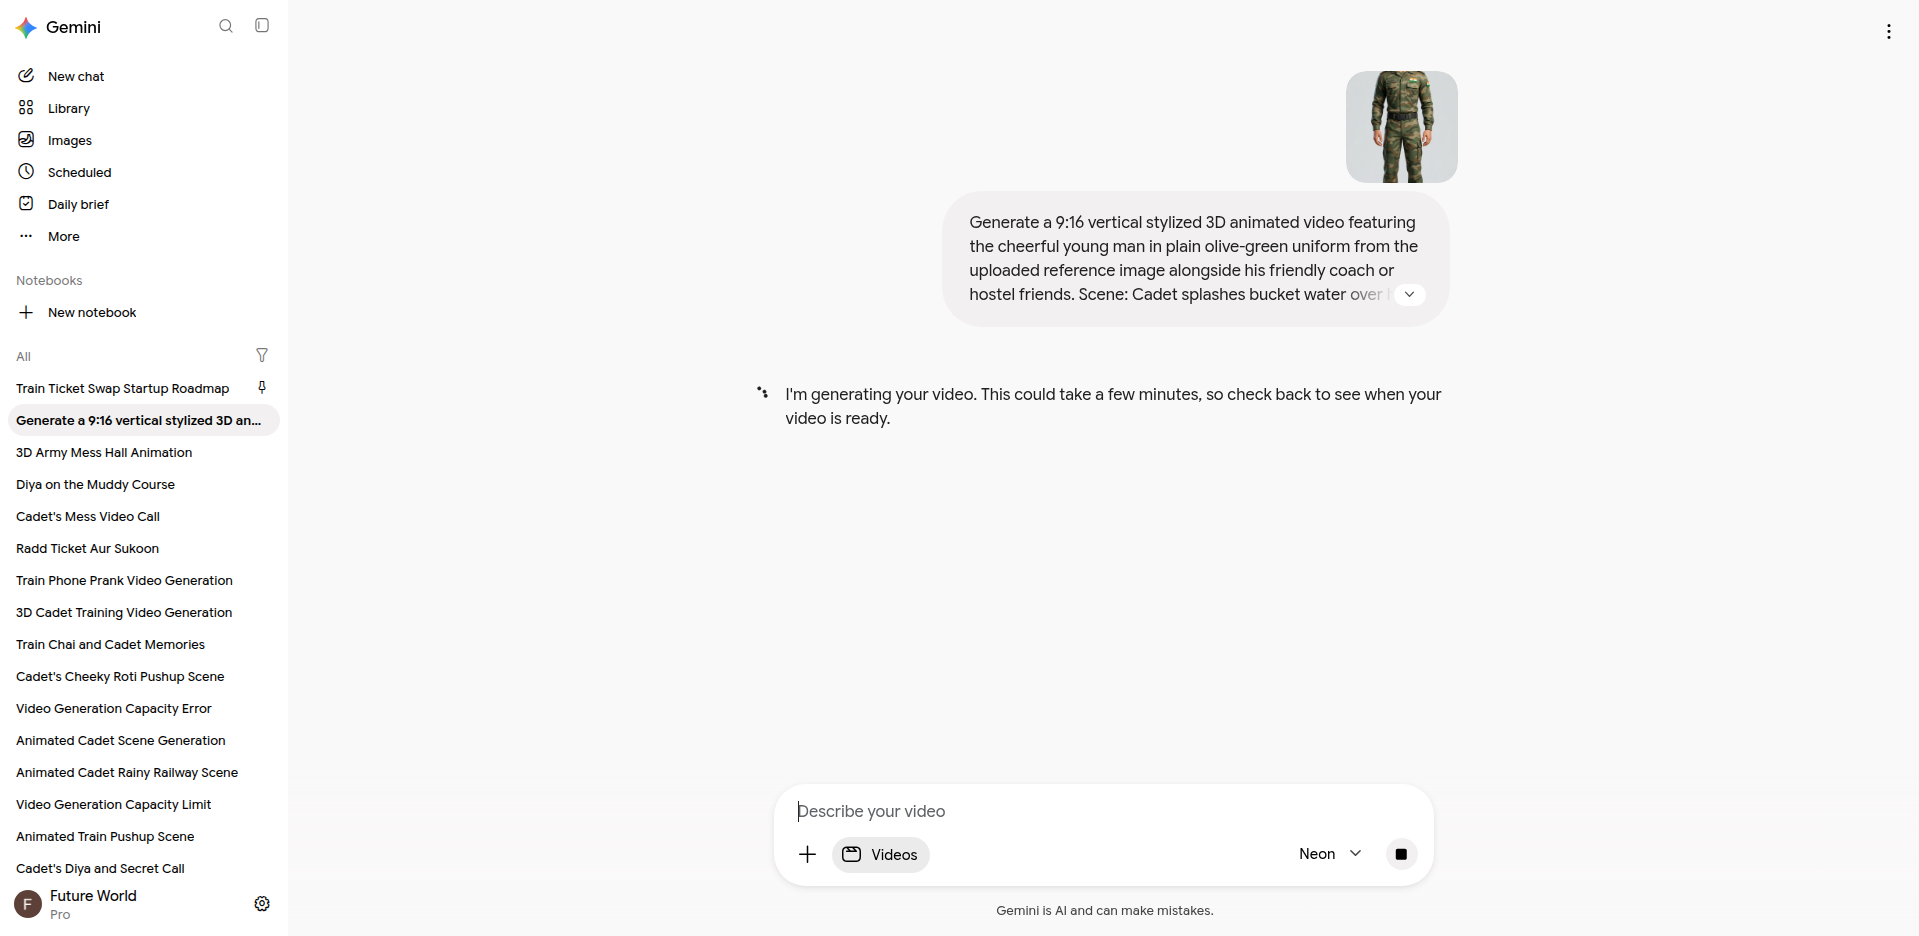 Gemini
New chat
Library
Images
Scheduled
Daily brief
More
Notebooks
New notebook
All
Train Ticket Swap Startup Roadmap
Generate a 9:16 vertical stylized 3D an...
3D Army Mess Hall Animation
Diya on the Muddy Course
Cadet's Mess Video Call
Radd Ticket Aur Sukoon
Train Phone Prank Video Generation
3D Cadet Training Video Generation
Train Chai and Cadet Memories
Cadet's Cheeky Roti Pushup Scene
Video Generation Capacity Error
Animated Cadet Scene Generation
Animated Cadet Rainy Railway Scene
Video Generation Capacity Limit
Animated Train Pushup Scene
Cadet's Diya and Secret Call
F
Future World
Pro
Generate a 9:16 vertical stylized 3D animated video featuring
the cheerful young man in plain olive-green uniform from the
uploaded reference image alongside his friendly coach or
hostel friends. Scene: Cadet splashes bucket water over
I'm generating your video. This could take a few minutes, so check back to see when your
video is ready.
Describe your video
Videos
Neon
Gemini is AI and can make mistakes.